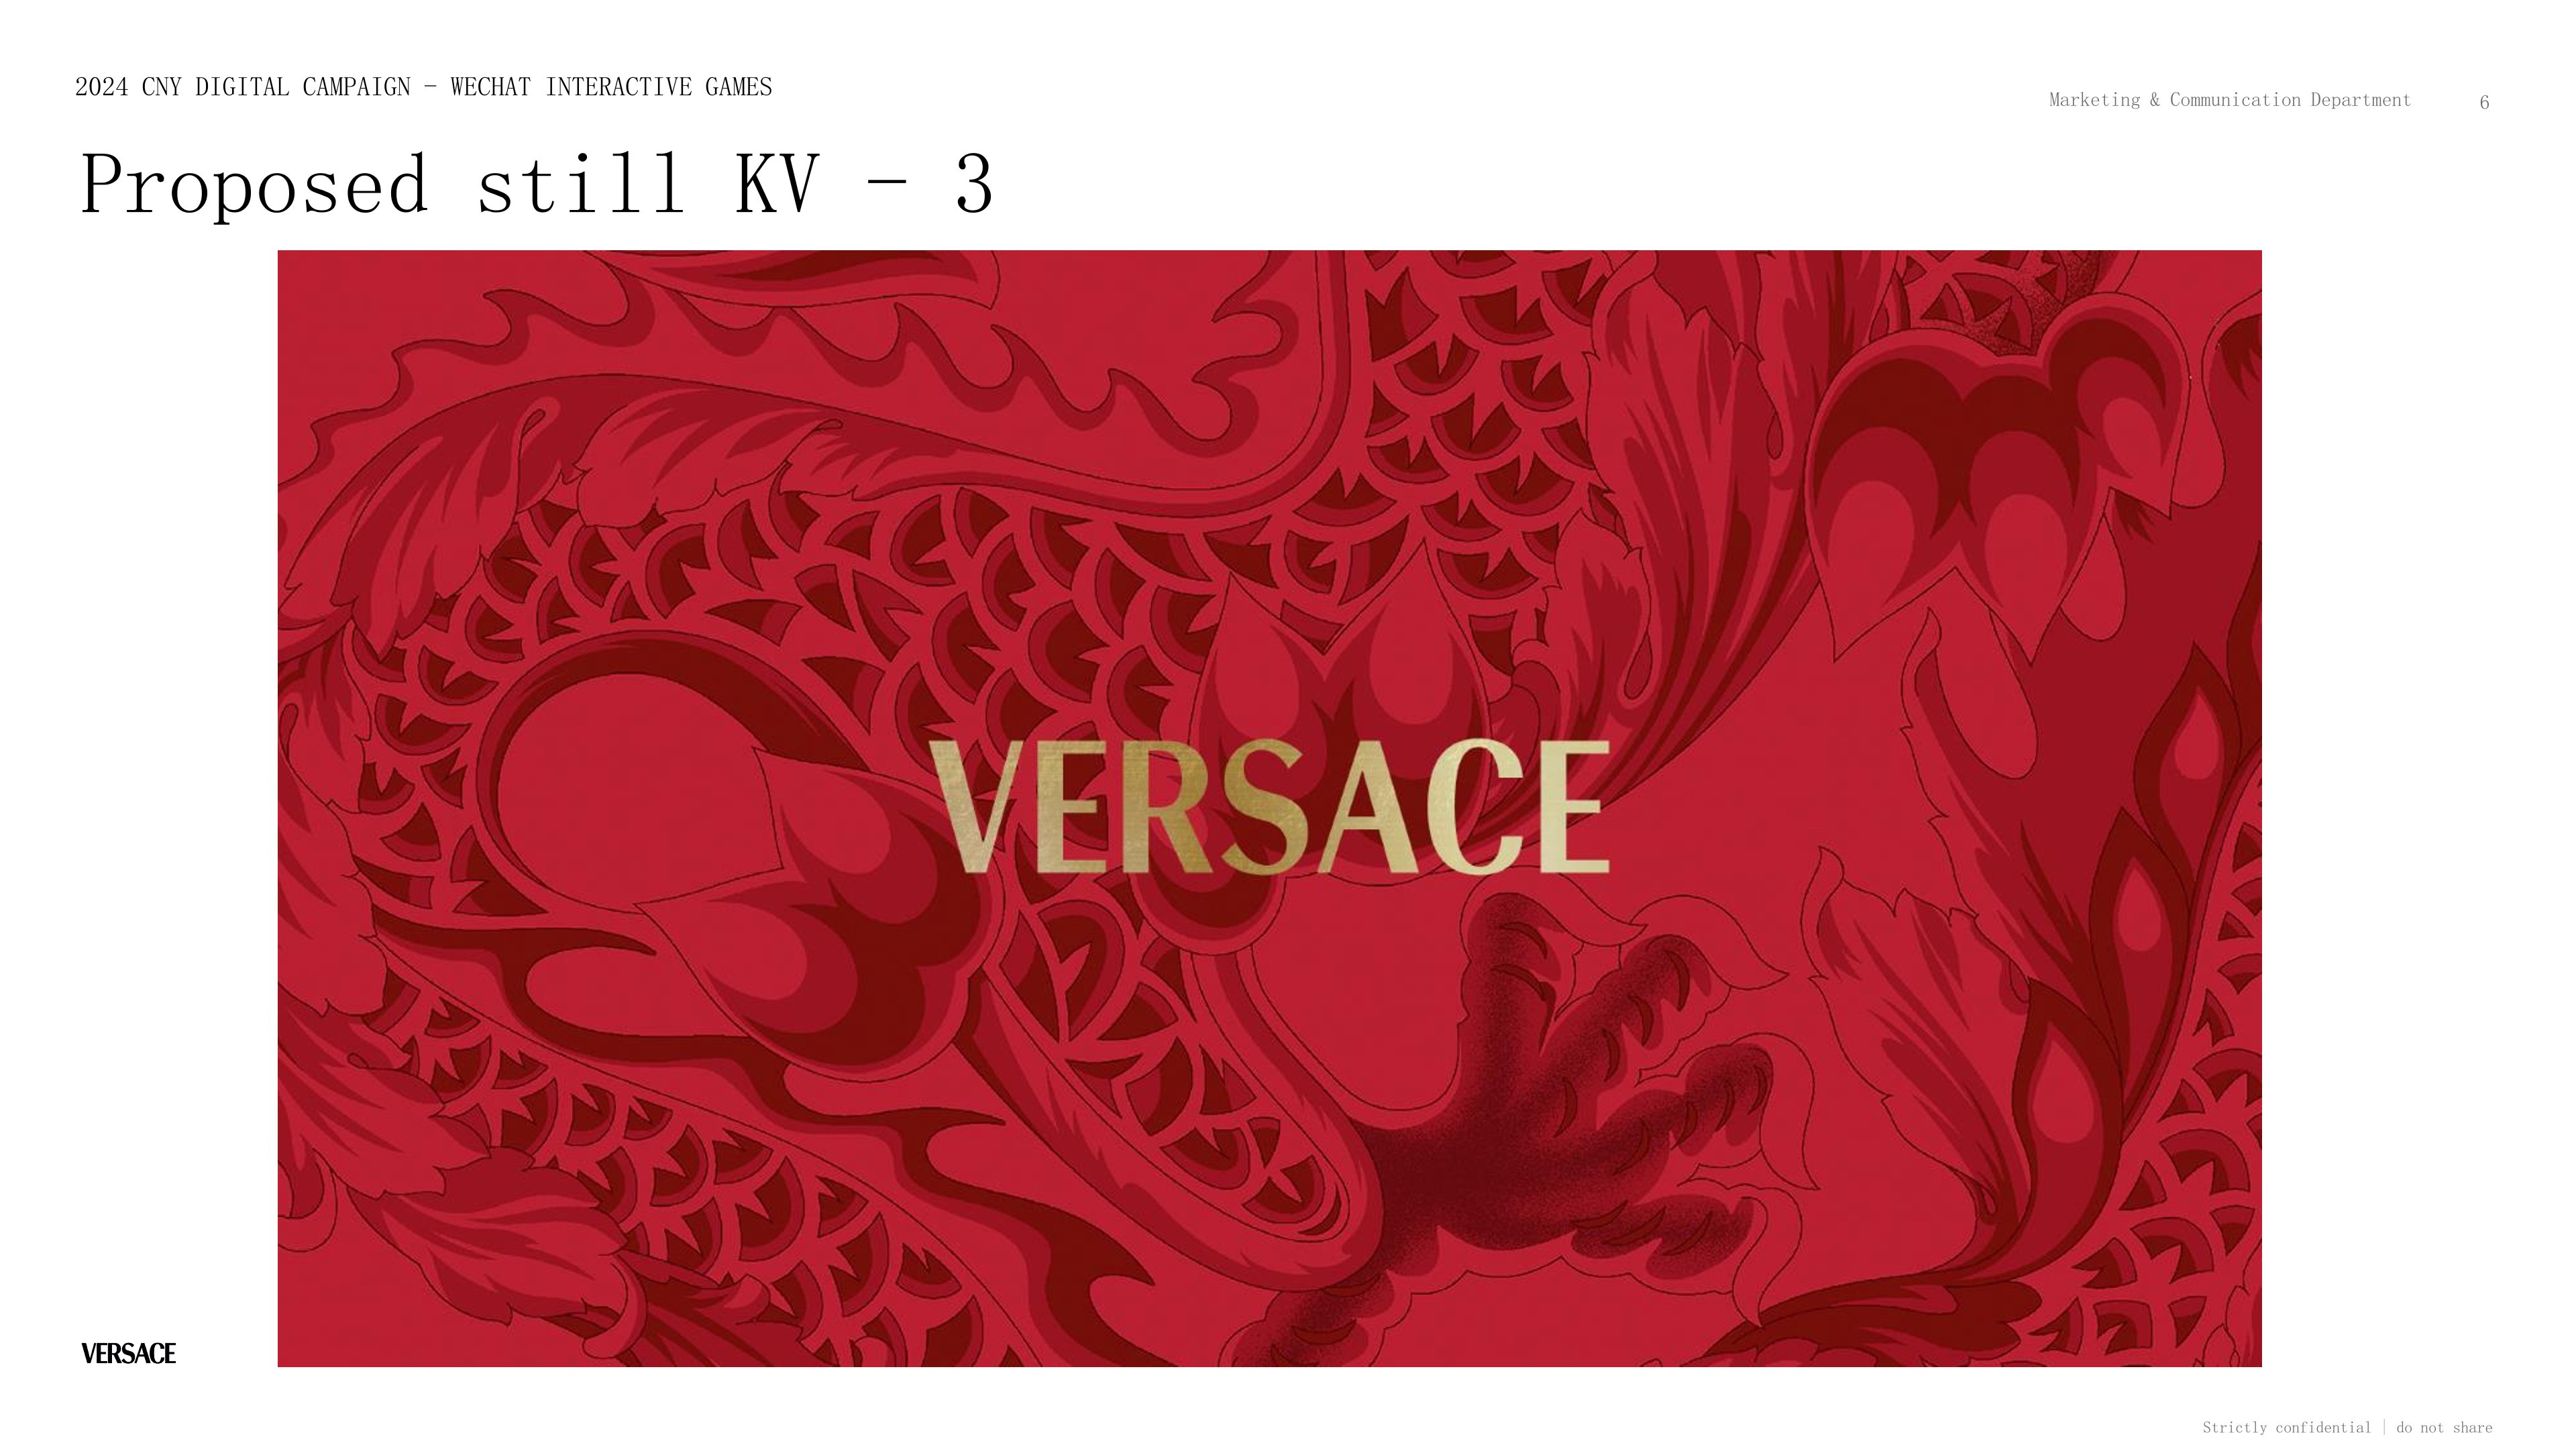 2024 CNY DIGITAL CAMPAIGN – WECHAT INTERACTIVE GAMES
Marketing & Communication Department 6
Proposed still KV – 3
VERSACE
VERSACE
Strictly confidential | do not share